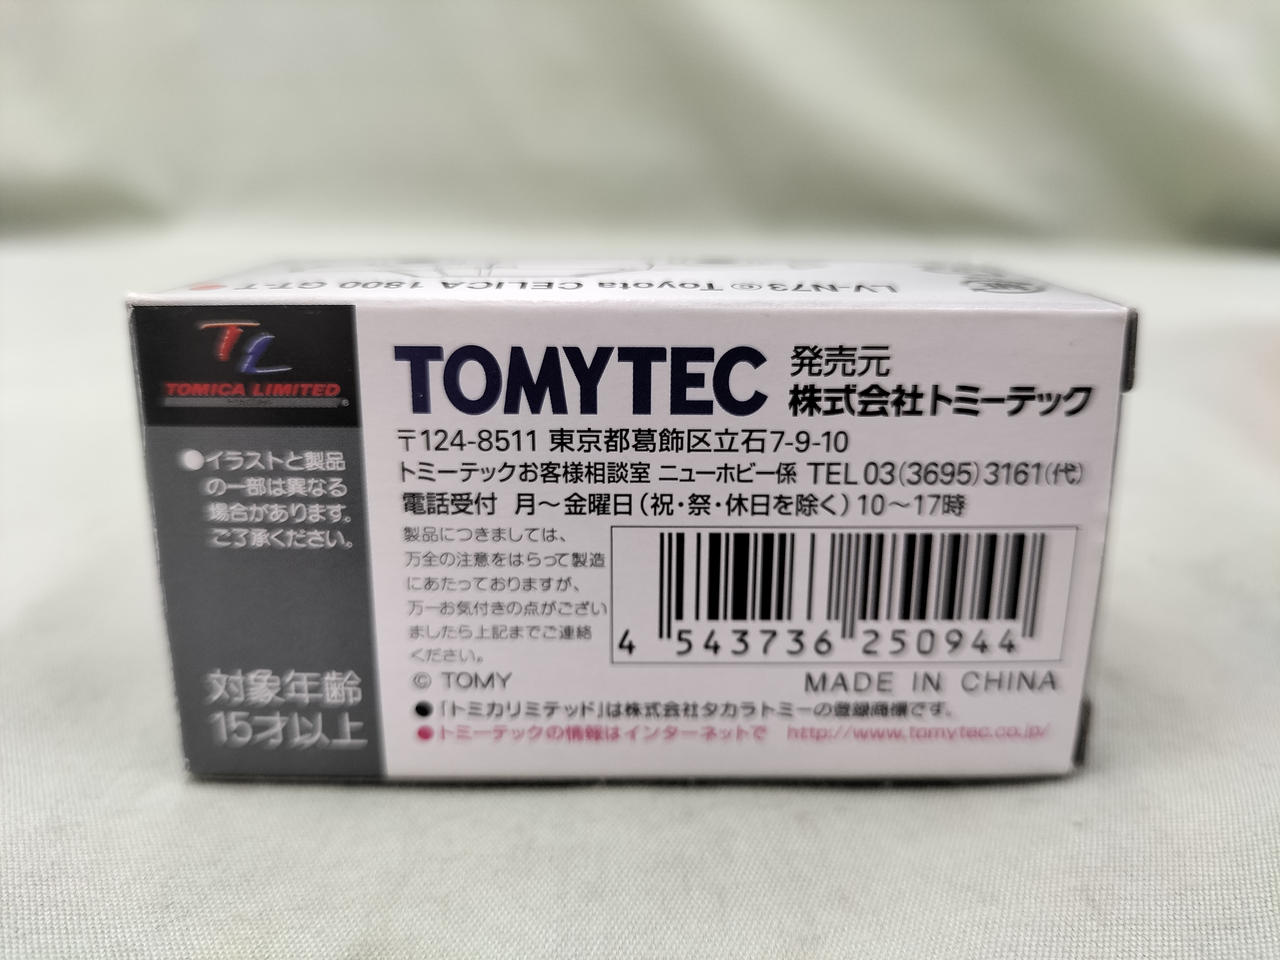 LV-N73ⓒToyota CELICA 1800 GT-T
TL
TOMICA LIMITED
●イラストと製品
の一部は異なる
場合があります。
ご了承ください。
対象年齢
15才以上
TOMYTEC 発売元
株式会社トミーテック
〒124-8511 東京都葛飾区立石7-9-10
トミーテックお客様相談室 ニューホビー係 TEL 03(3695)3161(代)
電話受付 月～金曜日(祝・祭・休日を除く)10～17時
製品につきましては、
万全の注意をはらって製造
にあたっておりますが、
万一お気付きの点がござい
ましたら上記までご連絡
ください。
4 543736 250944
© TOMY MADE IN CHINA
●「トミカリミテッド」は株式会社タカラトミーの登録商標です。
●トミーテックの情報はインターネットで http://www.tomytec.co.jp/